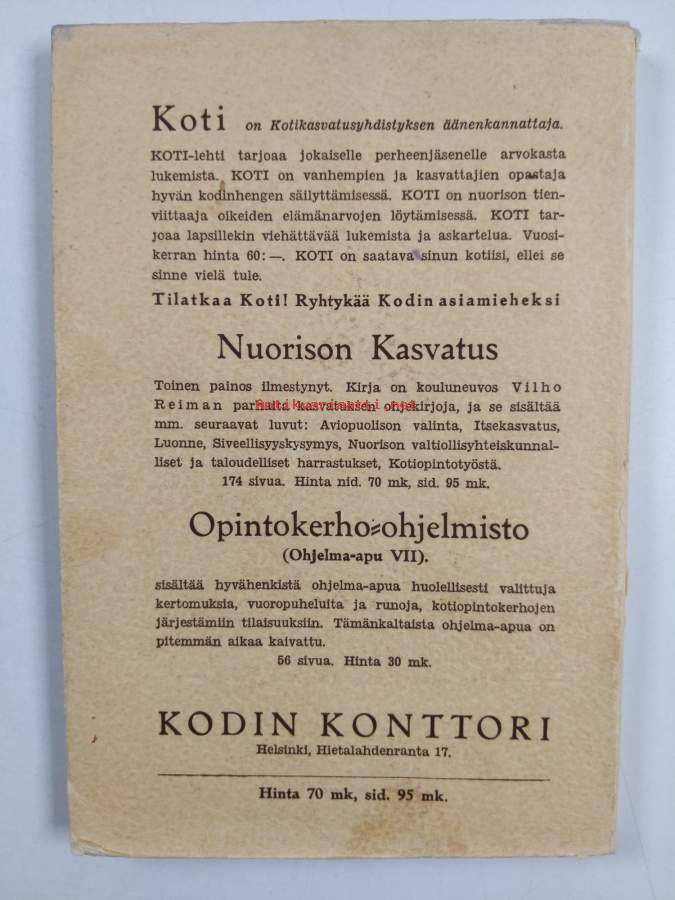 Koti on Kotikasvatusyhdistyksen äänenkannattaja.
KOTI-lehti tarjoaa jokaiselle perheenjäsenelle arvokasta
lukemista. KOTI on vanhempien ja kasvattajien opastaja
hyvän kodinhengen säilyttämisessä. KOTI on nuorison tien-
viittaaja oikeiden elämänarvojen löytämisessä. KOTI tar-
joaa lapsillekin viehättävää lukemista ja askartelua. Vuosi-
kerran hinta 60:—. KOTI on saatava sinun kotiisi, ellei se
sinne vielä tule.
Tilatkaa Koti! Ryhtykää Kodin asiamieheksi
Nuorison Kasvatus
Toinen painos ilmestynyt. Kirja on kouluneuvos Vilho
Reiman parhaita kasvatuksen ohjekirjoja, ja se sisältää
antikvariaatti.net
mm. seuraavat luvut: Aviopuolison valinta, Itsekasvatus,
Luonne, Siveellisyyskysymys, Nuorison valtiollisyhteiskunnal-
liset ja taloudelliset harrastukset, Kotiopintotyöstä.
174 sivua. Hinta nid. 70 mk, sid. 95 mk.
Opintokerho-ohjelmisto
(Ohjelma-apu VII).
sisältää hyvähenkistä ohjelma-apua huolellisesti valittuja
kertomuksia, vuoropuheluita ja runoja, kotiopintokerhojen
järjestämiin tilaisuuksiin. Tämänkaltaista ohjelma-apua on
pitemmän aikaa kaivattu.
56 sivua. Hinta 30 mk.
KODIN KONTTORI
Helsinki, Hietalahdenranta 17.
Hinta 70 mk, sid. 95 mk.